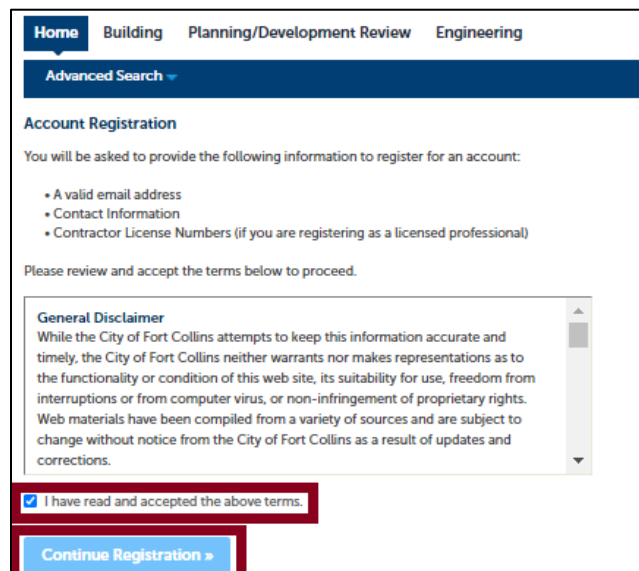 Home Building Planning/Development Review Engineering
Advanced Search
Account Registration
You will be asked to provide the following information to register for an account:
• A valid email address
• Contact Information
• Contractor License Numbers (if you are registering as a licensed professional)
Please review and accept the terms below to proceed.
General Disclaimer
While the City of Fort Collins attempts to keep this information accurate and
timely, the City of Fort Collins neither warrants nor makes representations as to
the functionality or condition of this web site, its suitability for use, freedom from
interruptions or from computer virus, or non-infringement of proprietary rights.
Web materials have been compiled from a variety of sources and are subject to
change without notice from the City of Fort Collins as a result of updates and
corrections.
I have read and accepted the above terms.
Continue Registration »